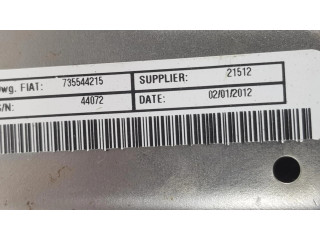 wg. FIAT: 735544215 SUPPLIER: 21512
S/N: 44072 DATE: 02/01/2012